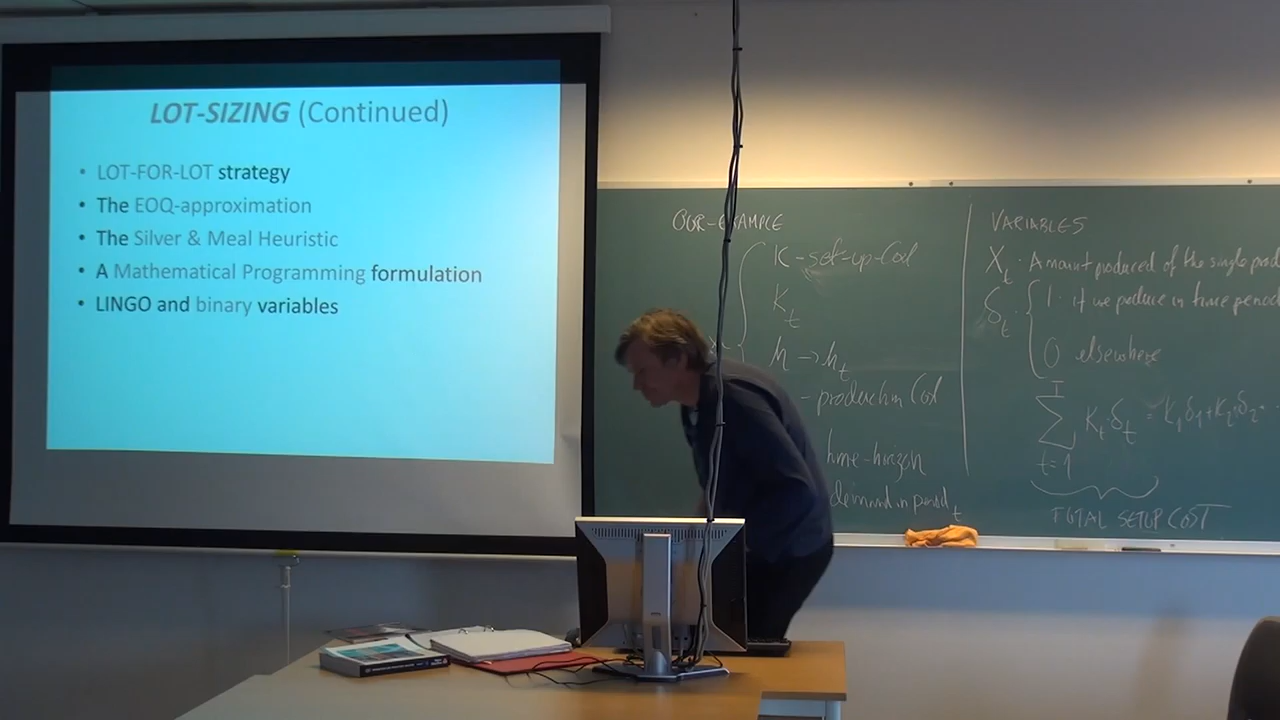 LOT-SIZING (Continued)
• LOT-FOR-LOT strategy
• The EOQ-approximation
• The Silver & Meal Heuristic
• A Mathematical Programming formulation
• LINGO and binary variables
OUR-EXAMPLE
K - set-up-Cost
K_t
h → h_t
- production Cost
time-horizon
demand in period t
VARIABLES
X_t : Amount produced of the single prod
δ_t : { 1 : if we produce in time period
0 elsewhere
T
∑ K_t δ_t = K_1 δ_1 + K_2 δ_2 +
t=1
TOTAL SETUP COST